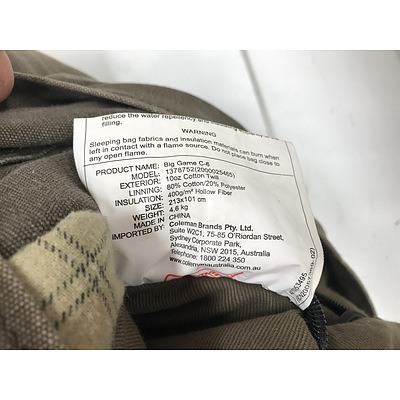 reduce the water repellency and
filling.
WARNING
Sleeping bag fabrics and insulation materials can burn when
left in contact with a flame source. Do not place bag close to
any open flame.
PRODUCT NAME: Big Game C-6
MODEL: 1378752(2000025465)
EXTERIOR: 10oz Cotton Twill
LINNING: 80% Cotton/20% Polyester
INSULATION: 400g/m² Hollow Fiber
SIZE: 213x101 cm
WEIGHT: 4.6 kg
MADE IN: CHINA
IMPORTED BY: Coleman Brands Pty. Ltd.
Suite W2C1, 75-85 O'Riordan Street,
Sydney Corporate Park,
Alexandria, NSW 2015, Australia
Telephone: 1800 224 350
www.colemanaustralia.com.au